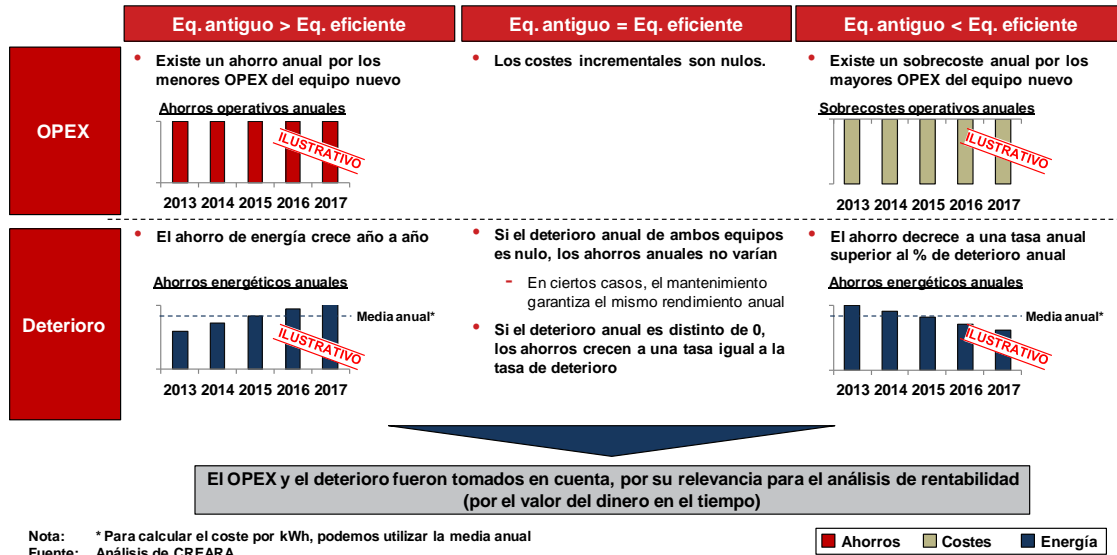 Eq. antiguo > Eq. eficiente
Eq. antiguo = Eq. eficiente
Eq. antiguo < Eq. eficiente
OPEX
• Existe un ahorro anual por los
menores OPEX del equipo nuevo
Ahorros operativos anuales
ILUSTRATIVO
2013 2014 2015 2016 2017
• Los costes incrementales son nulos.
• Existe un sobrecoste anual por los
mayores OPEX del equipo nuevo
Sobrecostes operativos anuales
ILUSTRATIVO
2013 2014 2015 2016 2017
Deterioro
• El ahorro de energía crece año a año
Ahorros energéticos anuales
Media anual*
ILUSTRATIVO
2013 2014 2015 2016 2017
• Si el deterioro anual de ambos equipos
es nulo, los ahorros anuales no varían
- En ciertos casos, el mantenimiento
garantiza el mismo rendimiento anual
• Si el deterioro anual es distinto de 0,
los ahorros crecen a una tasa igual a la
tasa de deterioro
• El ahorro decrece a una tasa anual
superior al % de deterioro anual
Ahorros energéticos anuales
Media anual*
ILUSTRATIVO
2013 2014 2015 2016 2017
El OPEX y el deterioro fueron tomados en cuenta, por su relevancia para el análisis de rentabilidad
(por el valor del dinero en el tiempo)
Nota: * Para calcular el coste por kWh, podemos utilizar la media anual
Fuente: Análisis de CREARA
Ahorros Costes Energía